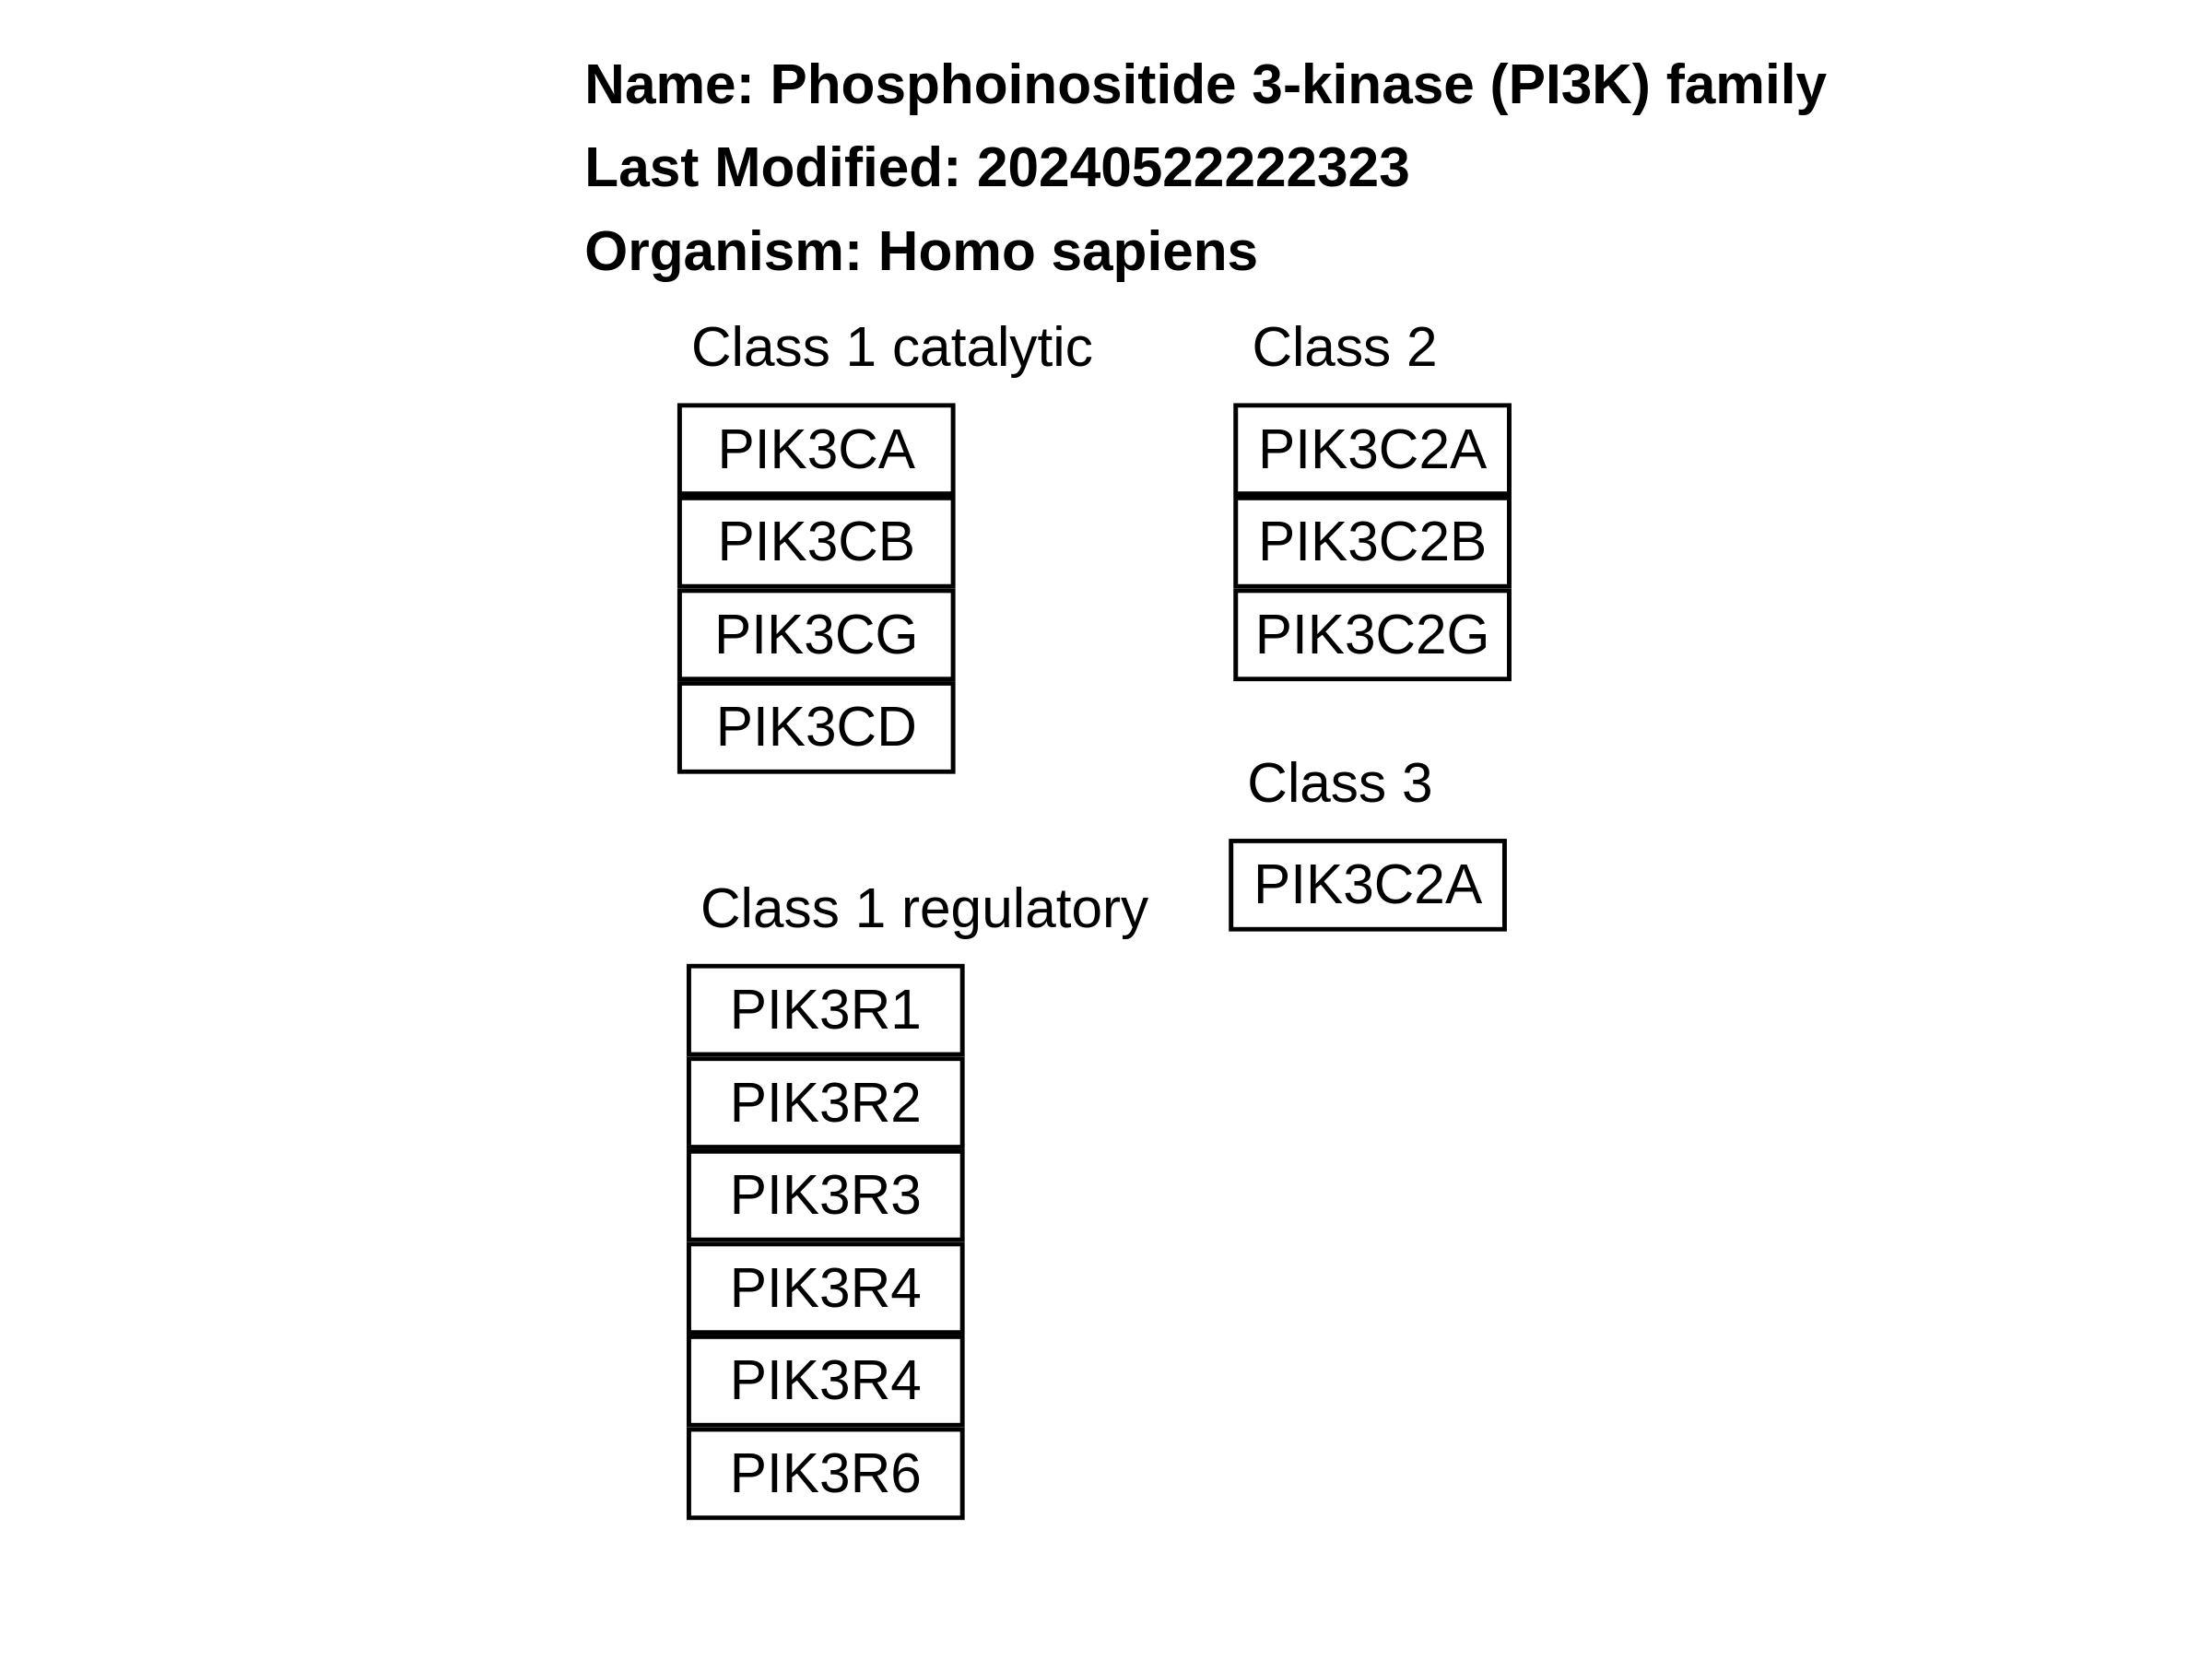 Name: Phosphoinositide 3-kinase (PI3K) family
Last Modified: 20240522222323
Organism: Homo sapiens
Class 1 catalytic
PIK3CA
PIK3CB
PIK3CG
PIK3CD
Class 2
PIK3C2A
PIK3C2B
PIK3C2G
Class 3
PIK3C2A
Class 1 regulatory
PIK3R1
PIK3R2
PIK3R3
PIK3R4
PIK3R4
PIK3R6